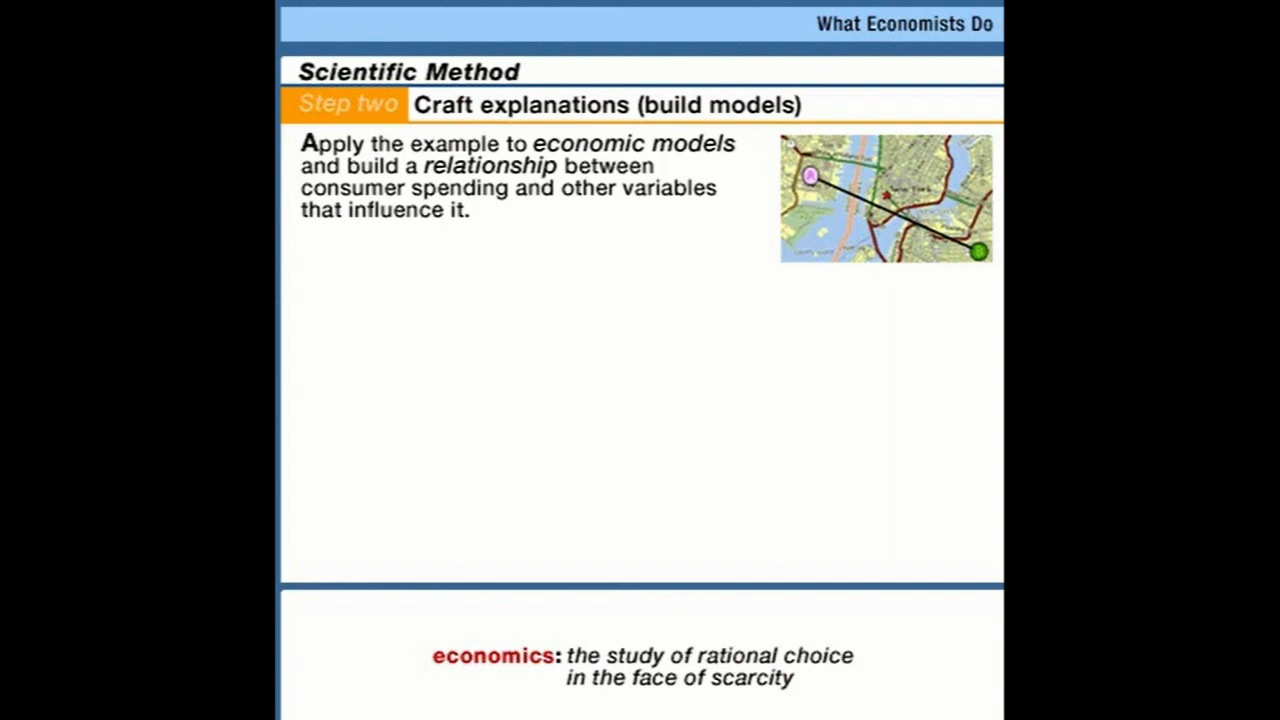 What Economists Do
Scientific Method
Step two Craft explanations (build models)
Apply the example to economic models
and build a relationship between
consumer spending and other variables
that influence it.
A
New York
economics: the study of rational choice
in the face of scarcity